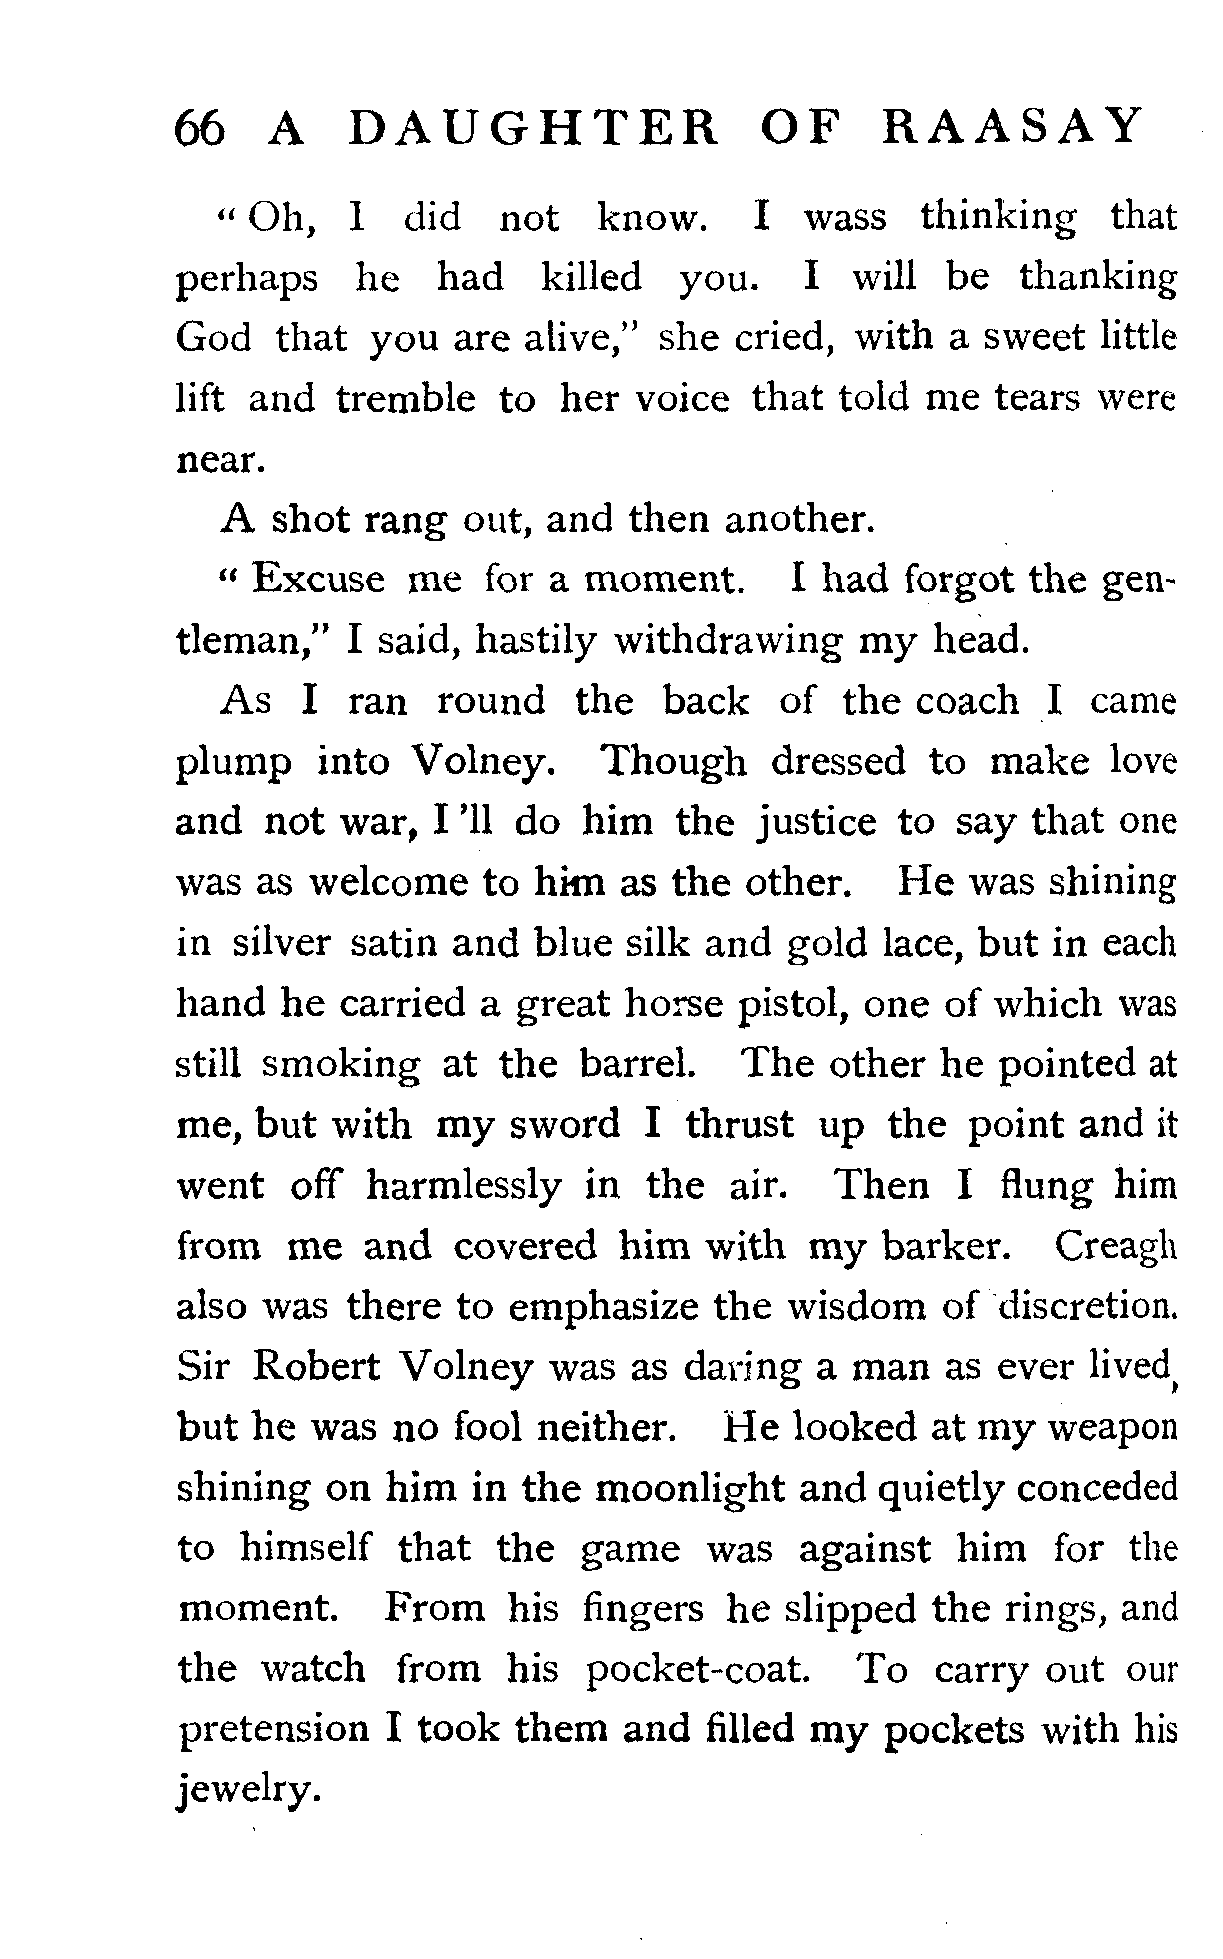 66 A DAUGHTER OF RAASAY
" Oh, I did not know. I wass thinking that
perhaps he had killed you. I will be thanking
God that you are alive," she cried, with a sweet little
lift and tremble to her voice that told me tears were
near.
A shot rang out, and then another.
" Excuse me for a moment. I had forgot the gen-
tleman," I said, hastily withdrawing my head.
As I ran round the back of the coach I came
plump into Volney. Though dressed to make love
and not war, I 'll do him the justice to say that one
was as welcome to him as the other. He was shining
in silver satin and blue silk and gold lace, but in each
hand he carried a great horse pistol, one of which was
still smoking at the barrel. The other he pointed at
me, but with my sword I thrust up the point and it
went off harmlessly in the air. Then I flung him
from me and covered him with my barker. Creagh
also was there to emphasize the wisdom of discretion.
Sir Robert Volney was as daring a man as ever lived,
but he was no fool neither. He looked at my weapon
shining on him in the moonlight and quietly conceded
to himself that the game was against him for the
moment. From his fingers he slipped the rings, and
the watch from his pocket-coat. To carry out our
pretension I took them and filled my pockets with his
jewelry.